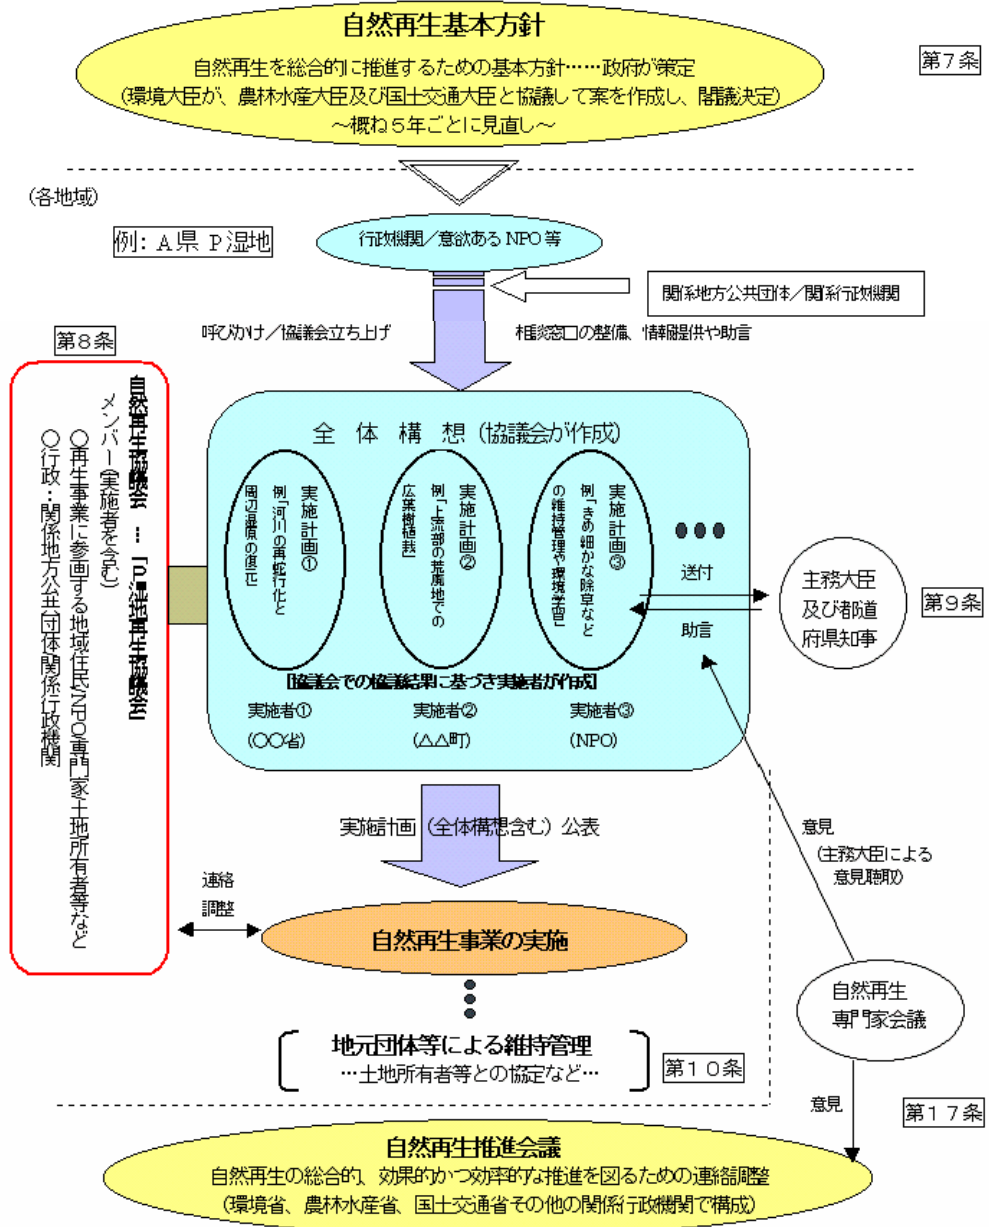 自然再生基本方針
自然再生を総合的に推進するための基本方針……政府が策定
(環境大臣が、農林水産大臣及び国土交通大臣と協議して案を作成し、閣議決定)
～概ね５年ごとに見直し～
第７条
(各地域)
例: A県 P湿地
行政機関／意欲あるNPO等
関係地方公共団体／関係行政機関
呼びかけ／協議会立ち上げ
相談窓口の整備、情報提供や助言
第８条
自然再生協議会 … 「P湿地再生協議会」
メンバー(実施者を含む)
○再生事業に参画する地域住民/NPO/専門家/土地所有者等など
○行政：関係地方公共団体/関係行政機関
全 体 構 想 (協議会が作成)
実施計画①
例「河川の再蛇行化と
周辺湿原の復元」
実施計画②
例「上流部の荒廃地での
広葉樹植栽」
実施計画③
例「きめ細かな除草など
の維持管理や環境学習」
●●●
送付
助言
主務大臣
及び都道
府県知事
第９条
[協議会での協議結果に基づき実施者が作成]
実施者①
(○○省)
実施者②
(△△町)
実施者③
(NPO)
実施計画 (全体構想含む) 公表
意見
(主務大臣による
意見聴取)
連絡
調整
自然再生事業の実施
自然再生
専門家会議
地元団体等による維持管理
…土地所有者等との協定など…
第１０条
意見
第１７条
自然再生推進会議
自然再生の総合的、効果的かつ効率的な推進を図るための連絡調整
(環境省、農林水産省、国土交通省その他の関係行政機関で構成)